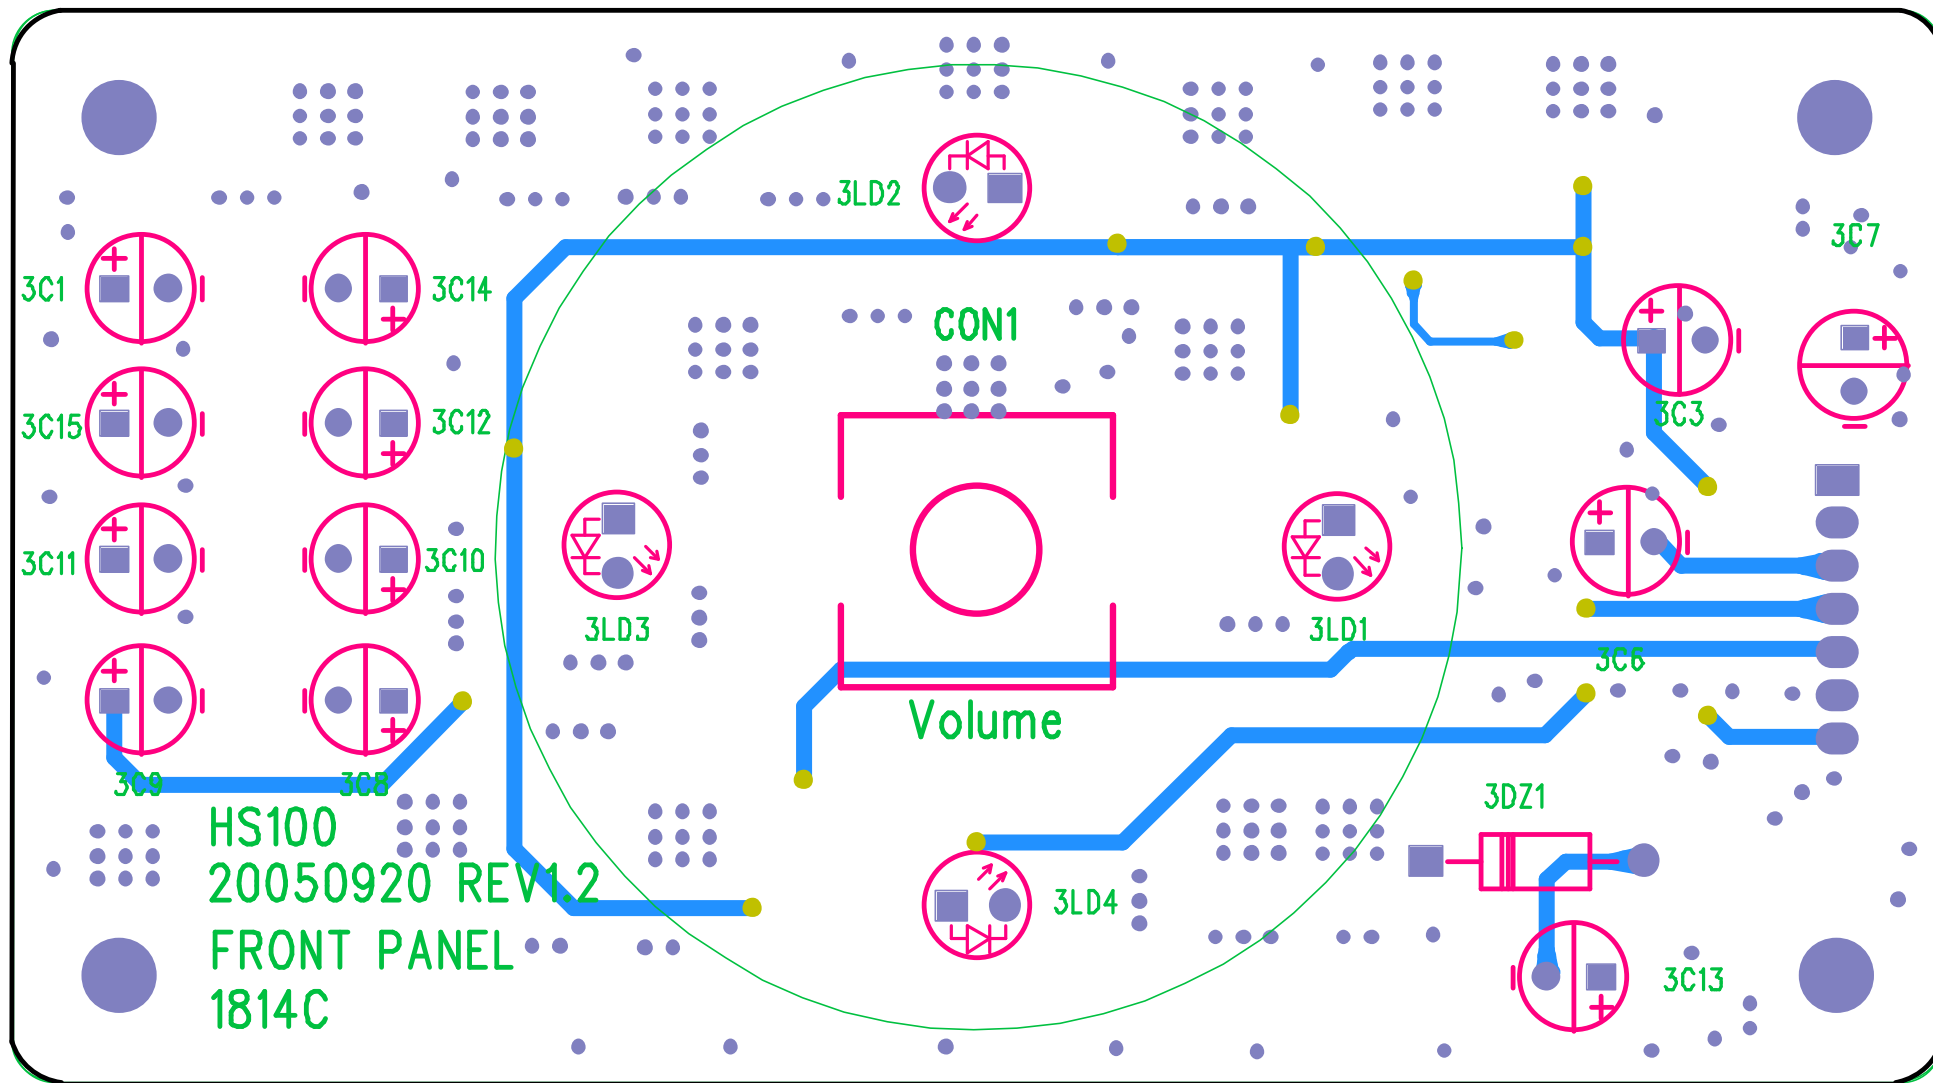 3LD2
3C7
3C1
3C14
CON1
3C15
3C12
3C3
3C11
3C10
3LD3
3LD1
3C6
Volume
3C9
3C8
3DZ1
HS100
20050920 REV1.2
3LD4
FRONT PANEL
3C13
1814C